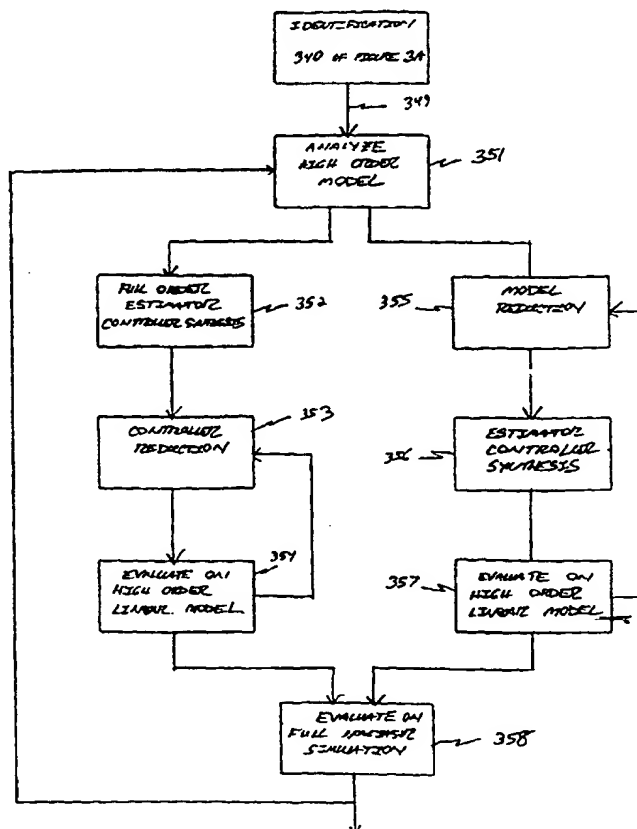 IDENTIFICATION
340 OF FIGURE 3A
349
ANALYZE
HIGH ORDER
MODEL
351
FULL ORDER
ESTIMATOR
CONTROLLER SYNTHESIS
352
355
MODEL
REDUCTION
CONTROLLER
REDUCTION
353
356
ESTIMATOR
CONTROLLER
SYNTHESIS
EVALUATE ON
HIGH ORDER
LINEAR MODEL
354
357
EVALUATE ON
HIGH ORDER
LINEAR MODEL
EVALUATE ON
FULL NONLINEAR
SIMULATION
358